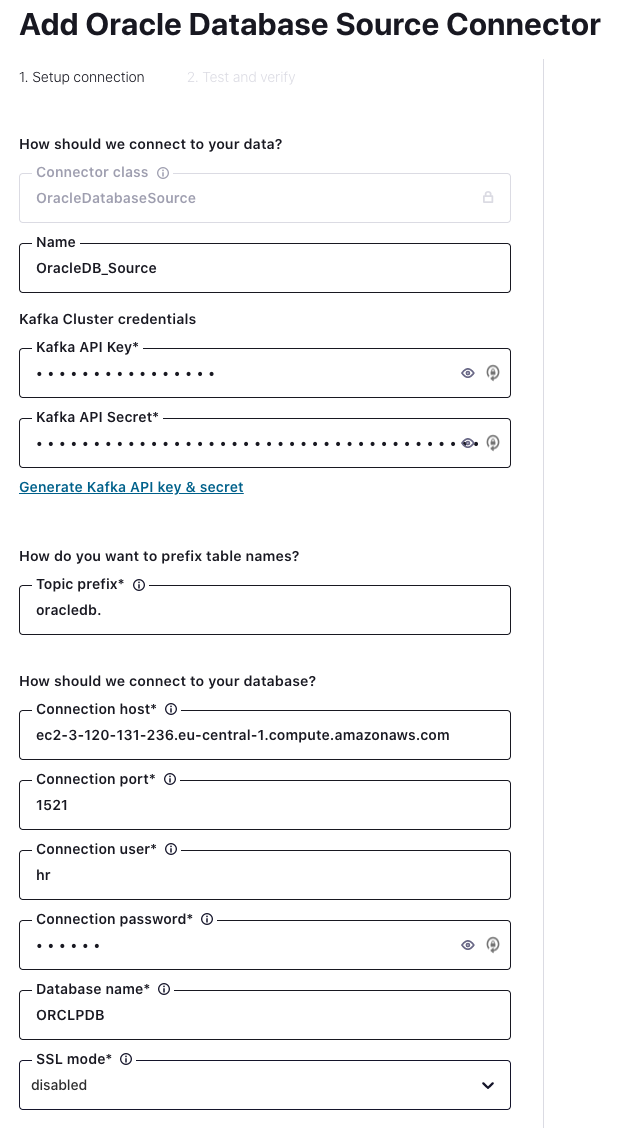 Add Oracle Database Source Connector
1. Setup connection 2. Test and verify
How should we connect to your data?
Connector class
OracleDatabaseSource
Name
OracleDB_Source
Kafka Cluster credentials
Kafka API Key*
••••••••••••••••
Kafka API Secret*
Generate Kafka API key & secret
How do you want to prefix table names?
Topic prefix*
oracledb.
How should we connect to your database?
Connection host*
ec2-3-120-131-236.eu-central-1.compute.amazonaws.com
Connection port*
1521
Connection user*
hr
Connection password*
••••••
Database name*
ORCLPDB
SSL mode*
disabled